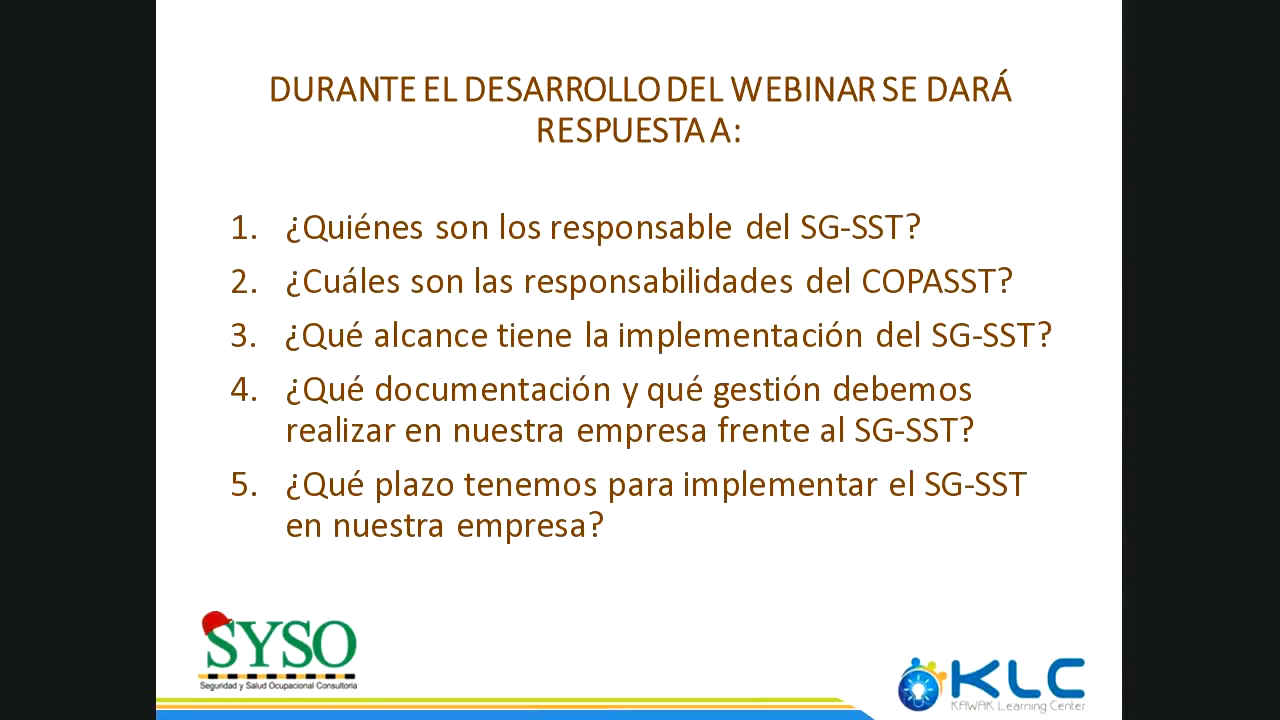 DURANTE EL DESARROLLO DEL WEBINAR SE DARÁ
RESPUESTA A:
1. ¿Quiénes son los responsable del SG-SST?
2. ¿Cuáles son las responsabilidades del COPASST?
3. ¿Qué alcance tiene la implementación del SG-SST?
4. ¿Qué documentación y qué gestión debemos
realizar en nuestra empresa frente al SG-SST?
5. ¿Qué plazo tenemos para implementar el SG-SST
en nuestra empresa?
SYSO
Seguridad y Salud Ocupacional Consultoria
KLC
KAWAK Learning Center